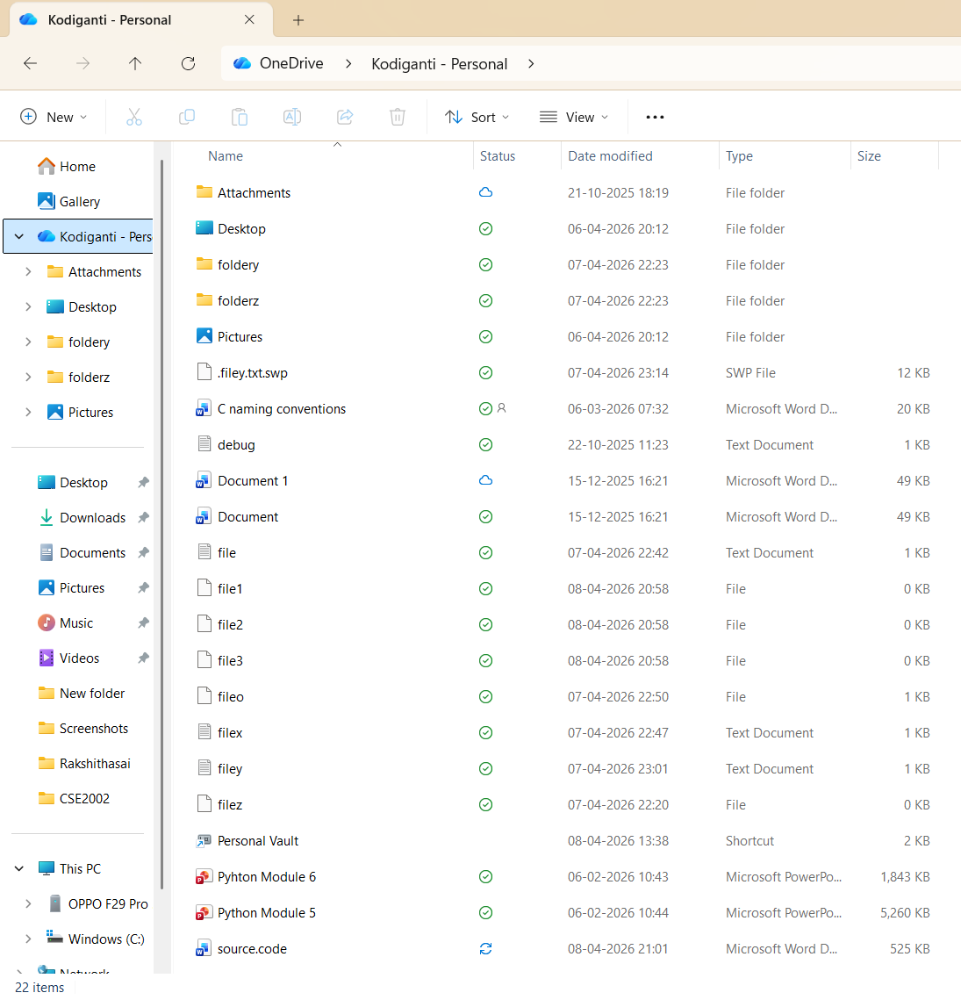 Kodiganti - Personal
OneDrive > Kodiganti - Personal >
New Sort View
Name Status Date modified Type Size
Home
Gallery
Kodiganti - Pers
Attachments
Desktop
foldery
folderz
Pictures
Desktop
Downloads
Documents
Pictures
Music
Videos
New folder
Screenshots
Rakshithasai
CSE2002
This PC
OPPO F29 Pro
Windows (C:)
Network
Attachments 21-10-2025 18:19 File folder
Desktop 06-04-2026 20:12 File folder
foldery 07-04-2026 22:23 File folder
folderz 07-04-2026 22:23 File folder
Pictures 06-04-2026 20:12 File folder
.filey.txt.swp 07-04-2026 23:14 SWP File 12 KB
C naming conventions 06-03-2026 07:32 Microsoft Word D... 20 KB
debug 22-10-2025 11:23 Text Document 1 KB
Document 1 15-12-2025 16:21 Microsoft Word D... 49 KB
Document 15-12-2025 16:21 Microsoft Word D... 49 KB
file 07-04-2026 22:42 Text Document 1 KB
file1 08-04-2026 20:58 File 0 KB
file2 08-04-2026 20:58 File 0 KB
file3 08-04-2026 20:58 File 0 KB
fileo 07-04-2026 22:50 File 1 KB
filex 07-04-2026 22:47 Text Document 1 KB
filey 07-04-2026 23:01 Text Document 1 KB
filez 07-04-2026 22:20 File 0 KB
Personal Vault 08-04-2026 13:38 Shortcut 2 KB
Pyhton Module 6 06-02-2026 10:43 Microsoft PowerPo... 1,843 KB
Python Module 5 06-02-2026 10:44 Microsoft PowerPo... 5,260 KB
source.code 08-04-2026 21:01 Microsoft Word D... 525 KB
22 items